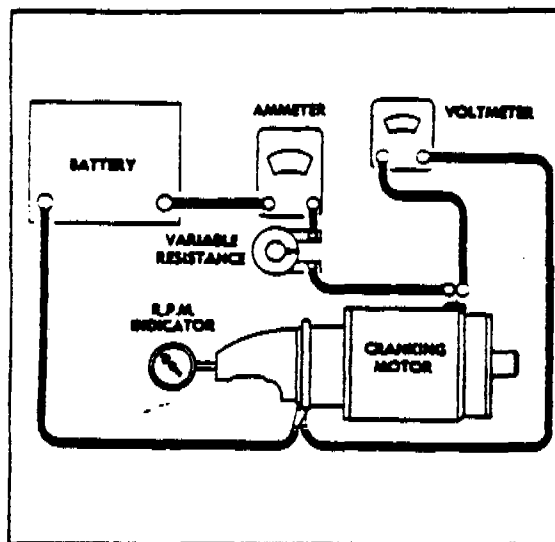 AMMETER
VOLTMETER
BATTERY
VARIABLE
RESISTANCE
R.P.M.
INDICATOR
CRANKING
MOTOR